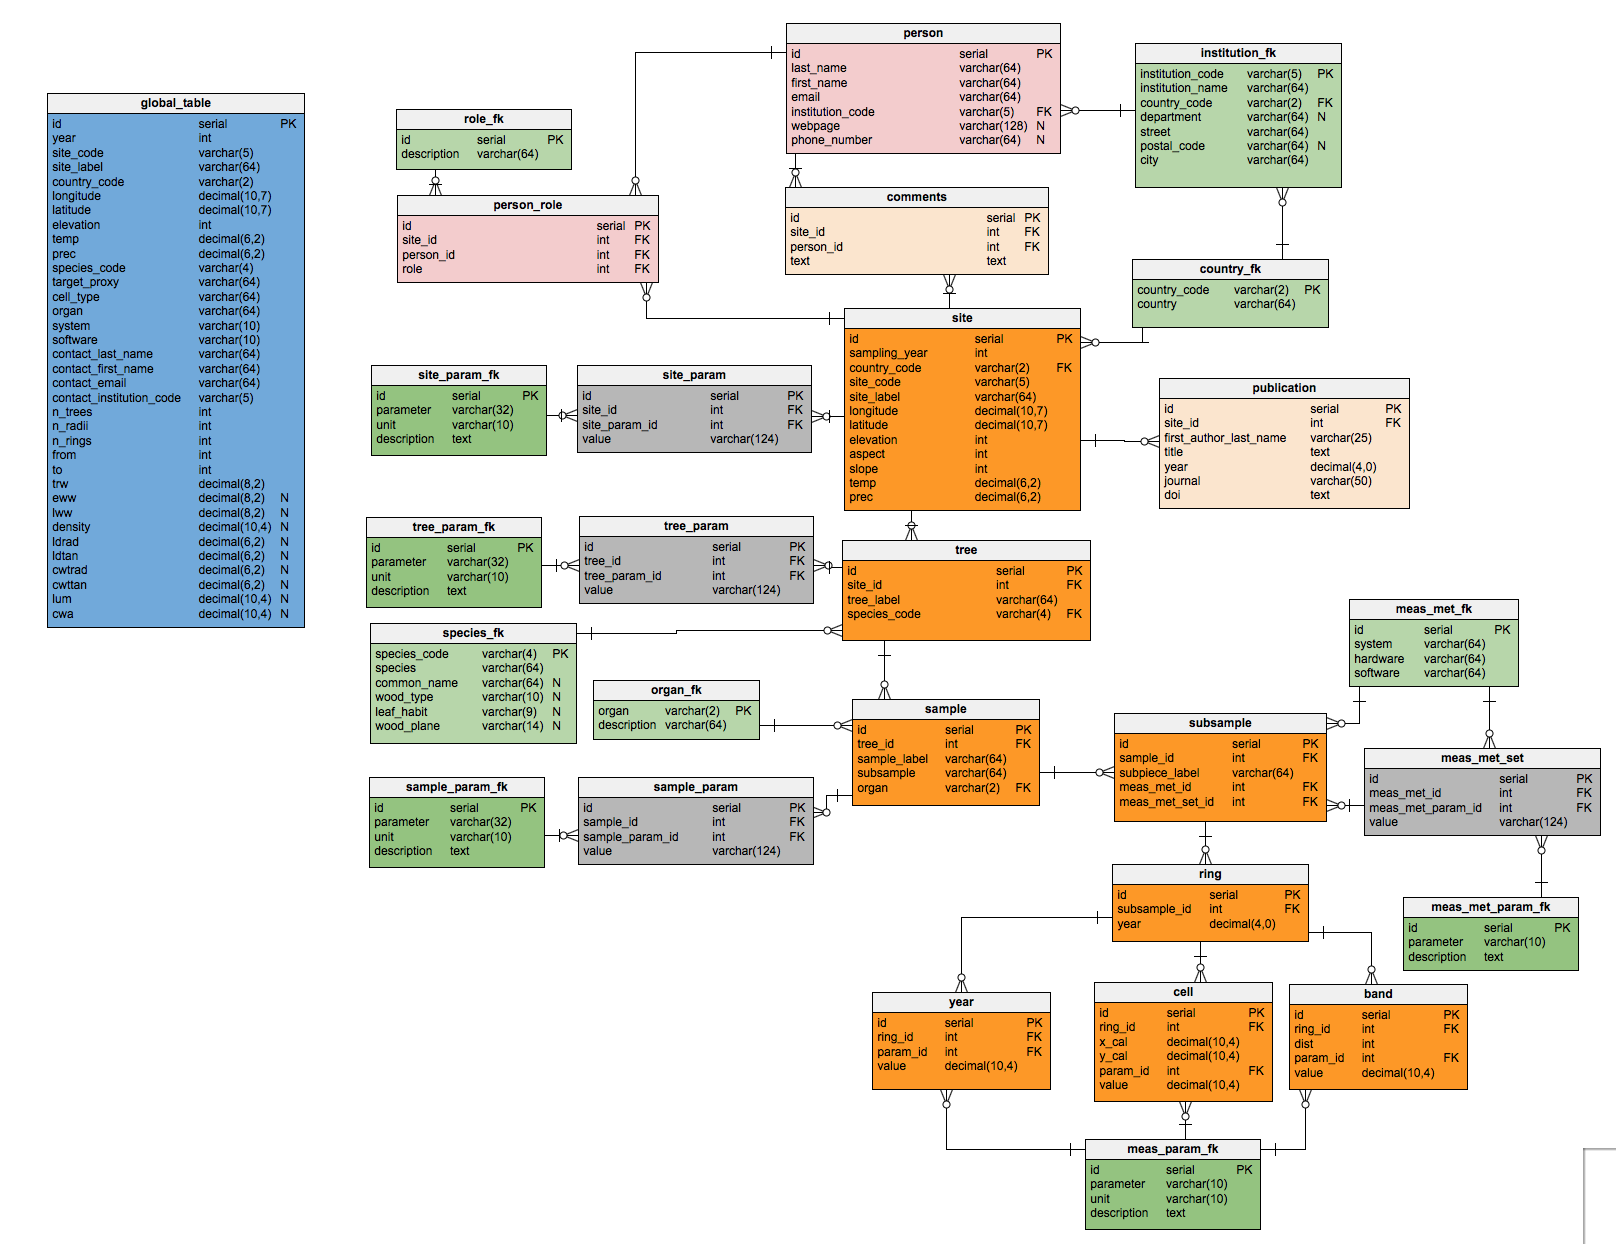 global_table
id serial PK
year int
site_code varchar(5)
site_label varchar(64)
country_code varchar(2)
longitude decimal(10,7)
latitude decimal(10,7)
elevation int
temp decimal(6,2)
prec decimal(6,2)
species_code varchar(4)
target_proxy varchar(64)
cell_type varchar(64)
organ varchar(64)
system varchar(10)
software varchar(10)
contact_last_name varchar(64)
contact_first_name varchar(64)
contact_email varchar(64)
contact_institution_code varchar(5)
n_trees int
n_radii int
n_rings int
from int
to int
trw decimal(8,2)
eww decimal(8,2) N
lww decimal(8,2) N
density decimal(10,4) N
ldrad decimal(6,2) N
ldtan decimal(6,2) N
cwtrad decimal(6,2) N
cwttan decimal(6,2) N
lum decimal(10,4) N
cwa decimal(10,4) N
role_fk
id serial PK
description varchar(64)
person_role
id serial PK
site_id int FK
person_id int FK
role int FK
person
id serial PK
last_name varchar(64)
first_name varchar(64)
email varchar(64)
institution_code varchar(5) FK
webpage varchar(128) N
phone_number varchar(64) N
institution_fk
institution_code varchar(5) PK
institution_name varchar(64)
country_code varchar(2) FK
department varchar(64) N
street varchar(64)
postal_code varchar(64) N
city varchar(64)
comments
id serial PK
site_id int FK
person_id int FK
text text
country_fk
country_code varchar(2) PK
country varchar(64)
site
id serial PK
sampling_year int
country_code varchar(2) FK
site_code varchar(5)
site_label varchar(64)
longitude decimal(10,7)
latitude decimal(10,7)
elevation int
aspect int
slope int
temp decimal(6,2)
prec decimal(6,2)
site_param_fk
id serial PK
parameter varchar(32)
unit varchar(10)
description text
site_param
id serial PK
site_id int FK
site_param_id int FK
value varchar(124)
publication
id serial PK
site_id int FK
first_author_last_name varchar(25)
title text
year decimal(4,0)
journal varchar(50)
doi text
tree_param_fk
id serial PK
parameter varchar(32)
unit varchar(10)
description text
tree_param
id serial PK
tree_id int FK
tree_param_id int FK
value varchar(124)
tree
id serial PK
site_id int FK
tree_label varchar(64)
species_code varchar(4) FK
species_fk
species_code varchar(4) PK
species varchar(64)
common_name varchar(64) N
wood_type varchar(10) N
leaf_habit varchar(9) N
wood_plane varchar(14) N
organ_fk
organ varchar(2) PK
description varchar(64)
sample
id serial PK
tree_id int FK
sample_label varchar(64)
subsample varchar(64)
organ varchar(2) FK
meas_met_fk
id serial PK
system varchar(64)
hardware varchar(64)
software varchar(64)
subsample
id serial PK
sample_id int FK
subpiece_label varchar(64)
meas_met_id int FK
meas_met_set_id int FK
meas_met_set
id serial PK
meas_met_id int FK
meas_met_param_id int FK
value varchar(124)
sample_param_fk
id serial PK
parameter varchar(32)
unit varchar(10)
description text
sample_param
id serial PK
sample_id int FK
sample_param_id int FK
value varchar(124)
ring
id serial PK
subsample_id int FK
year decimal(4,0)
meas_met_param_fk
id serial PK
parameter varchar(10)
description text
year
id serial PK
ring_id int FK
param_id int FK
value decimal(10,4)
cell
id serial PK
ring_id int FK
x_cal decimal(10,4)
y_cal decimal(10,4)
param_id int FK
value decimal(10,4)
band
id serial PK
ring_id int FK
dist int
param_id int FK
value decimal(10,4)
meas_param_fk
id serial PK
parameter varchar(10)
unit varchar(10)
description text